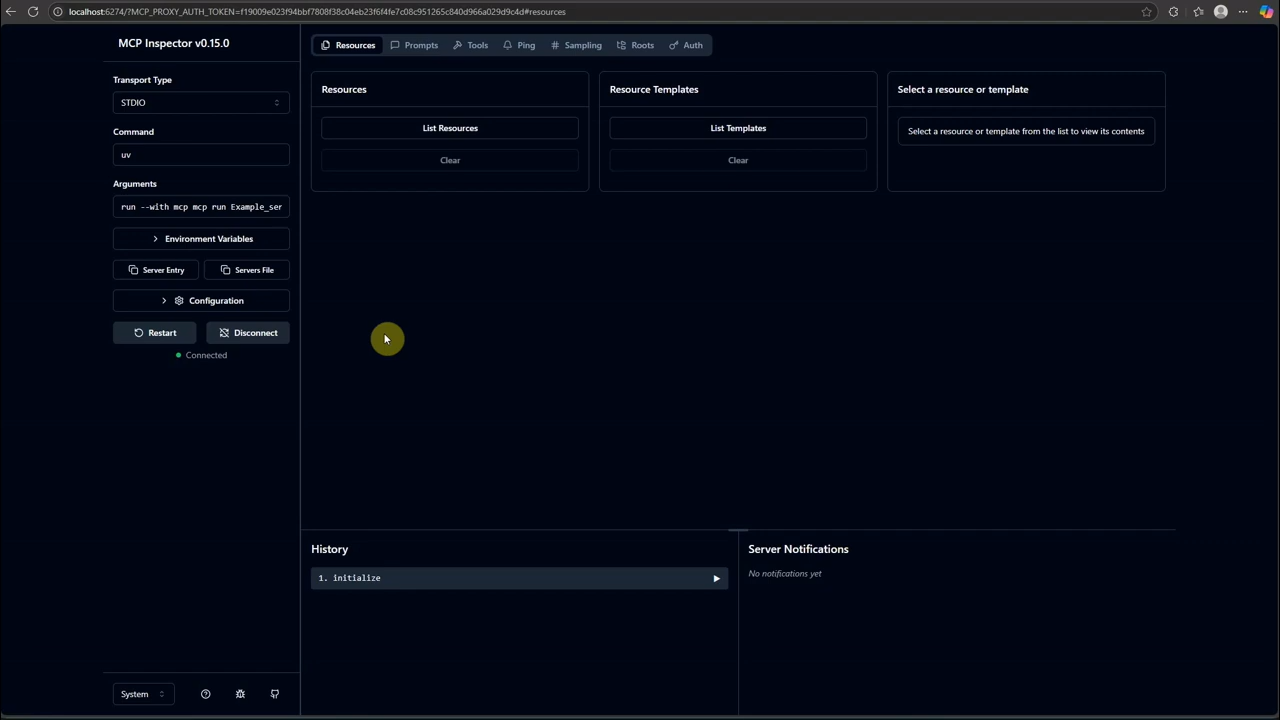 localhost:6274/?MCP_PROXY_AUTH_TOKEN=f19009e023f94bbf7808f38c04eb23f6f4fe7c08c951265c840d966a029d9c4d#resources
MCP Inspector v0.15.0
Transport Type
STDIO
Command
uv
Arguments
run --with mcp mcp run Example_ser
Environment Variables
Server Entry
Servers File
Configuration
Restart
Disconnect
Connected
System
Resources
Prompts
Tools
Ping
Sampling
Roots
Auth
Resources
List Resources
Clear
Resource Templates
List Templates
Clear
Select a resource or template
Select a resource or template from the list to view its contents
History
1. initialize
Server Notifications
No notifications yet